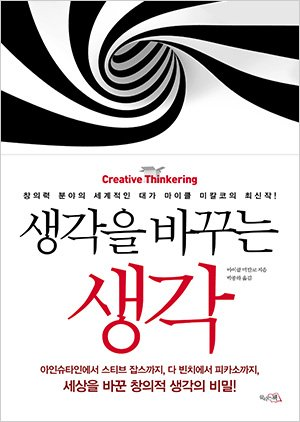 Creative Thinkering
창의력 분야의 세계적인 대가 마이클 미칼코의 최신작!
생각을 바꾸는
생각
마이클 미칼코 지음
박종하 옮김
아인슈타인에서 스티브 잡스까지, 다 빈치에서 피카소까지,
세상을 바꾼 창의적 생각의 비밀!